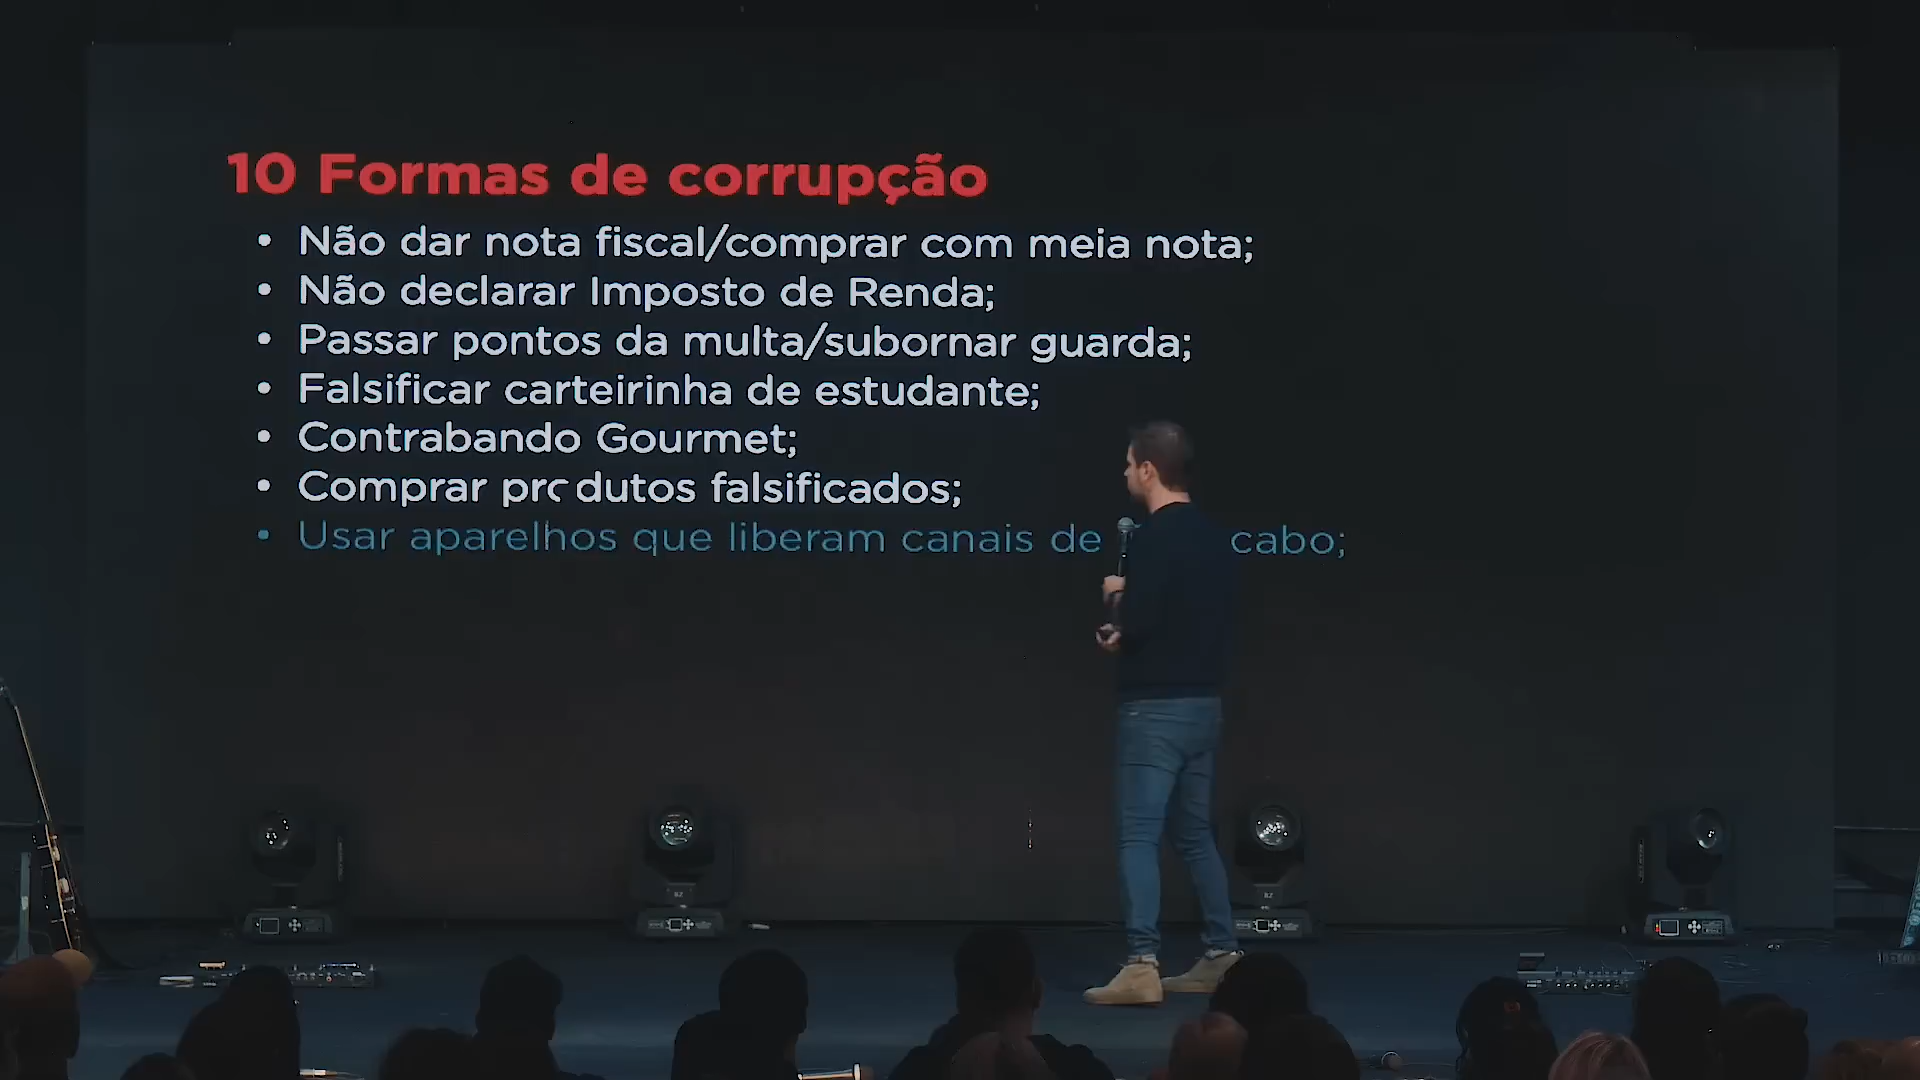 10 Formas de corrupção
• Não dar nota fiscal/comprar com meia nota;
• Não declarar Imposto de Renda;
• Passar pontos da multa/subornar guarda;
• Falsificar carteirinha de estudante;
• Contrabando Gourmet;
• Comprar produtos falsificados;
• Usar aparelhos que liberam canais de cabo;